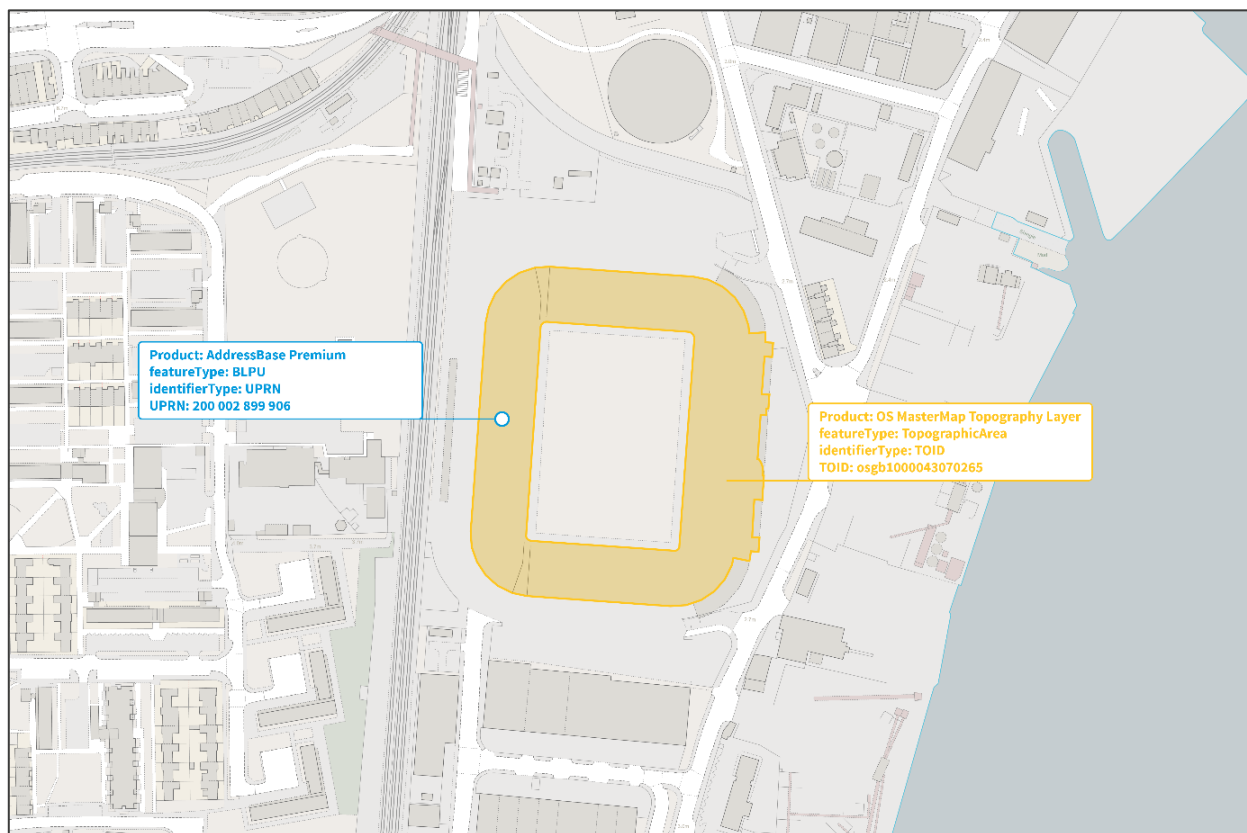 Product: AddressBase Premium
featureType: BLPU
identifierType: UPRN
UPRN: 200 002 899 906
Product: OS MasterMap Topography Layer
featureType: TopographicArea
identifierType: TOID
TOID: osgb1000043070265